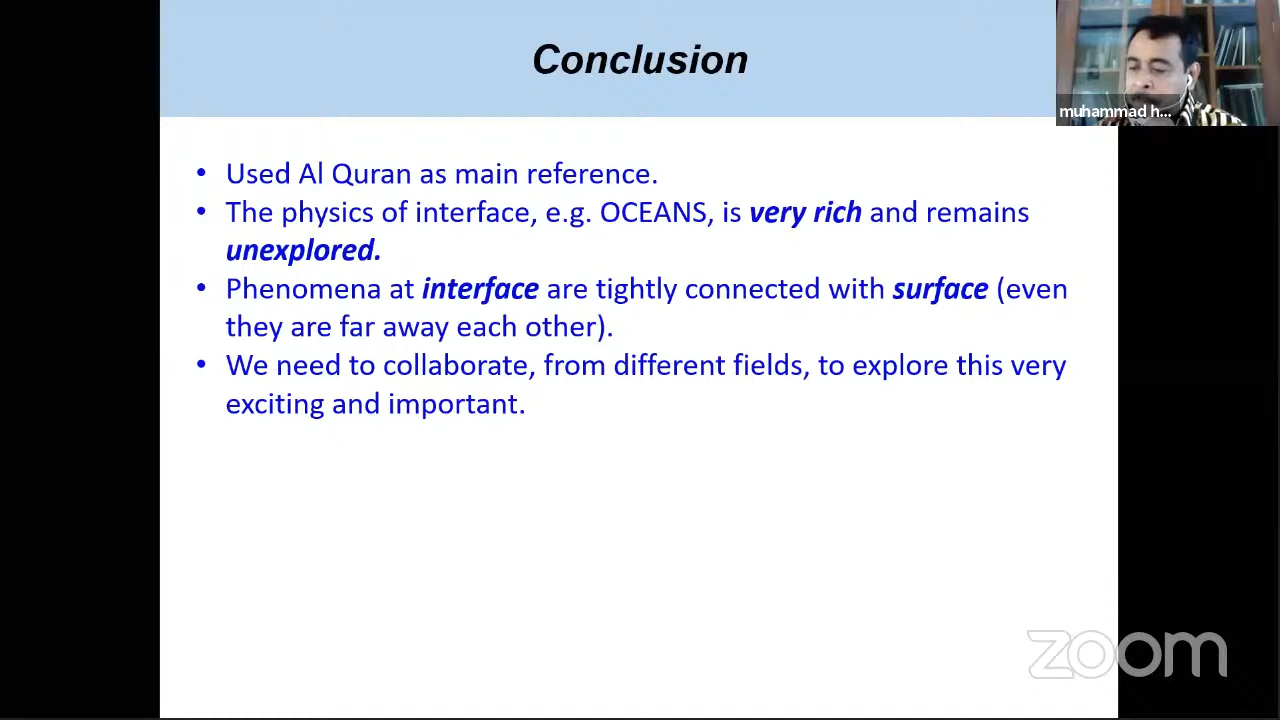 Conclusion
muhammad h...
• Used Al Quran as main reference.
• The physics of interface, e.g. OCEANS, is very rich and remains
unexplored.
• Phenomena at interface are tightly connected with surface (even
they are far away each other).
• We need to collaborate, from different fields, to explore this very
exciting and important.
zoom